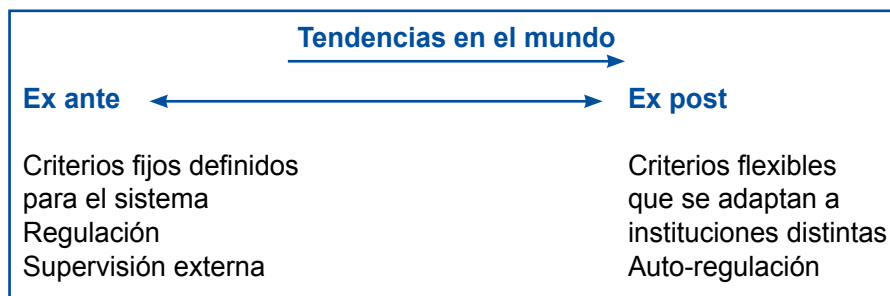 Tendencias en el mundo
Ex ante
Ex post
Criterios fijos definidos
para el sistema
Regulación
Supervisión externa
Criterios flexibles
que se adaptan a
instituciones distintas
Auto-regulación